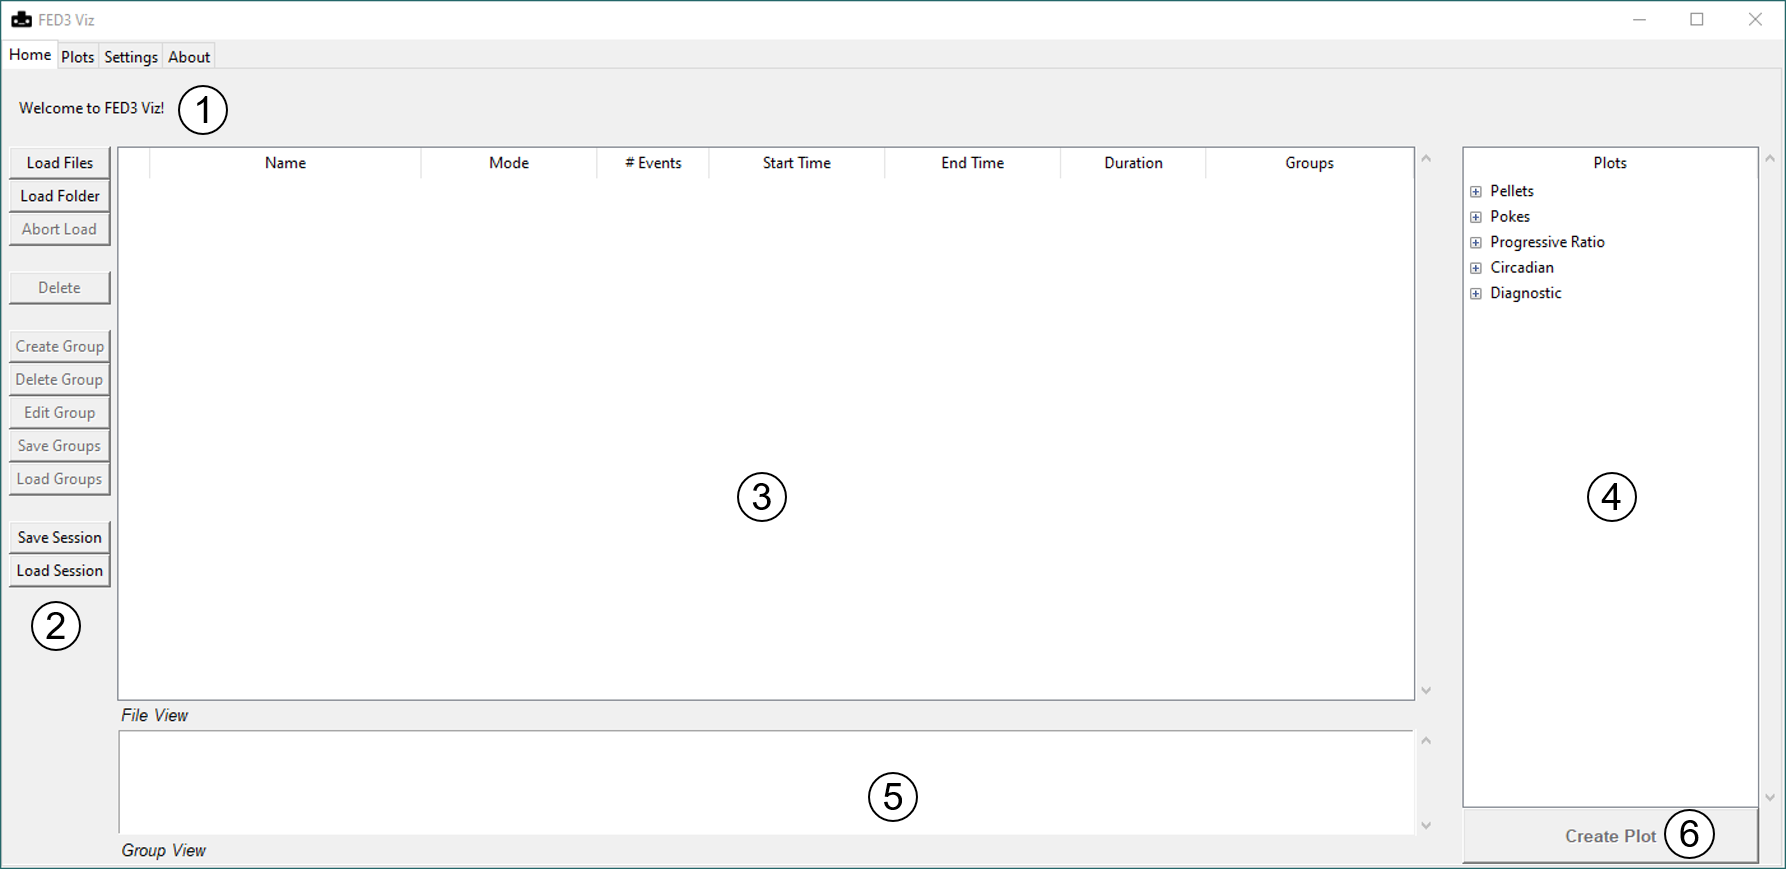 FED3 Viz
Home Plots Settings About
Welcome to FED3 Viz! 1
Load Files
Load Folder
Abort Load
Delete
Create Group
Delete Group
Edit Group
Save Groups
Load Groups
Save Session
Load Session
2
Name Mode # Events Start Time End Time Duration Groups
3
File View
5
Group View
Plots
Pellets
Pokes
Progressive Ratio
Circadian
Diagnostic
4
Create Plot 6